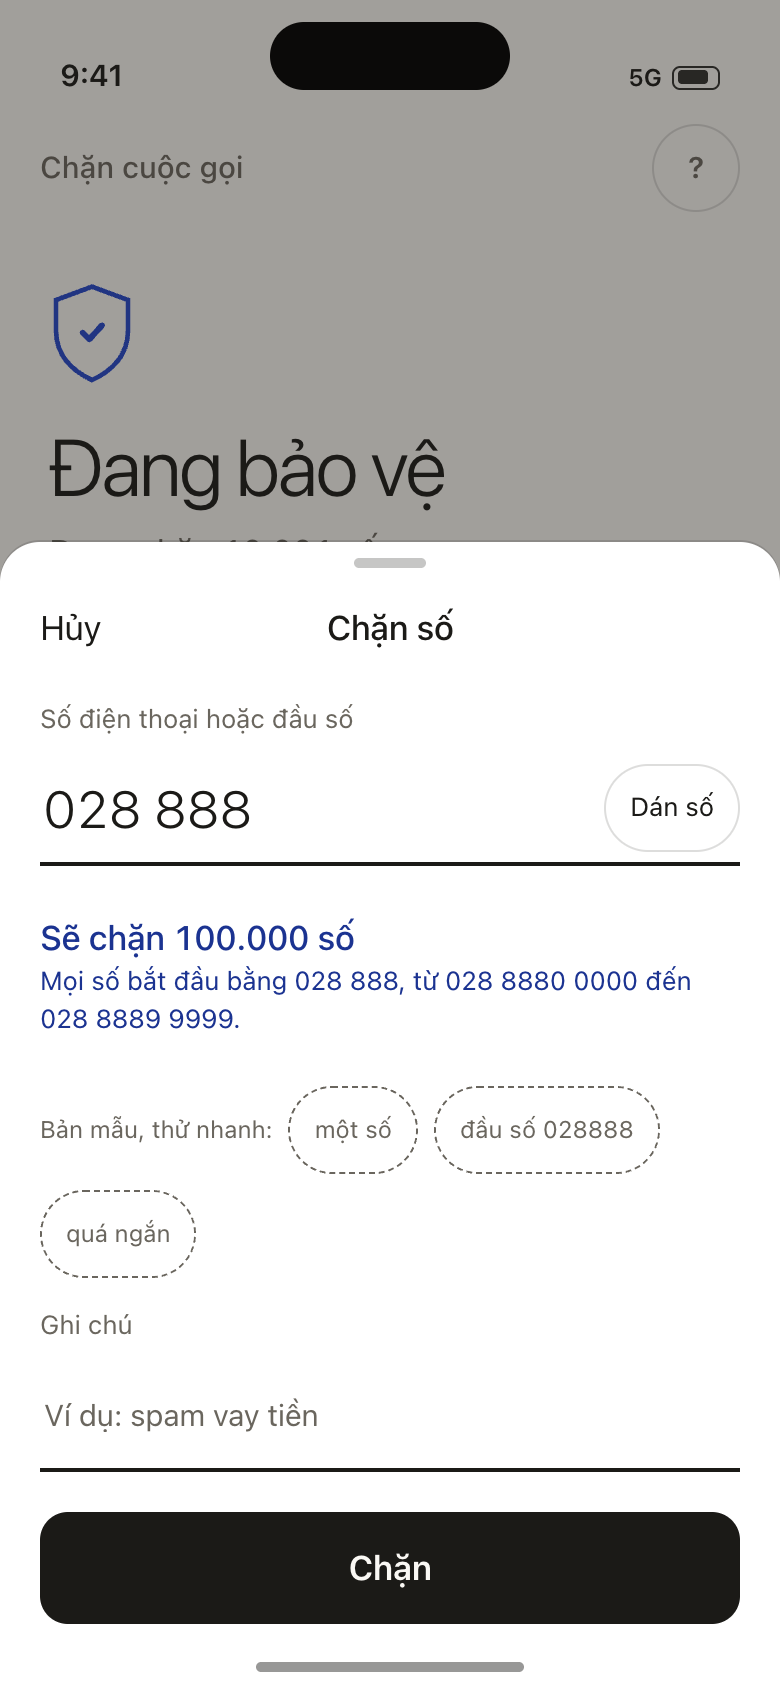 9:41
5G
Chặn cuộc gọi
?
Đang bảo vệ
Hủy
Chặn số
Số điện thoại hoặc đầu số
028 888
Dán số
Sẽ chặn 100.000 số
Mọi số bắt đầu bằng 028 888, từ 028 8880 0000 đến
028 8889 9999.
Bản mẫu, thử nhanh:
một số
đầu số 028888
quá ngắn
Ghi chú
Ví dụ: spam vay tiền
Chặn